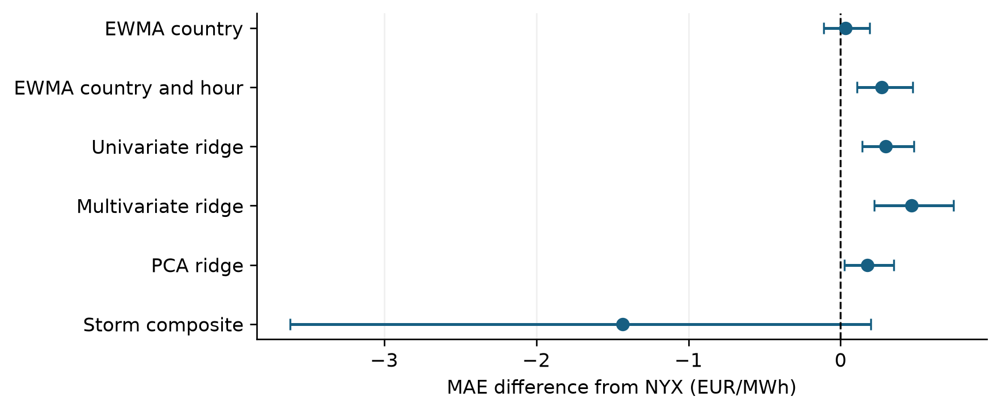 EWMA country
EWMA country and hour
Univariate ridge
Multivariate ridge
PCA ridge
Storm composite
−3 −2 −1 0
MAE difference from NYX (EUR/MWh)